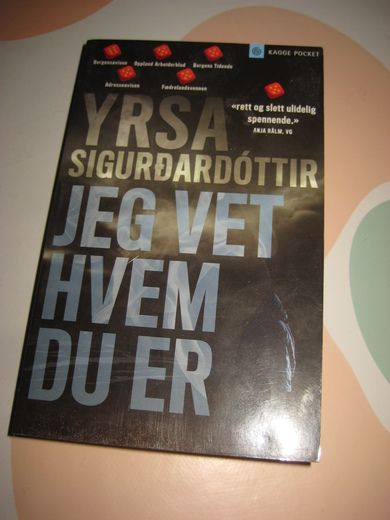 KAGGE POCKET
Bergensavisen Oppland Arbeiderblad Bergens Tidende
Adresseavisen Fædrelandsvennen
«rett og slett ulidelig
spennende.»
ANJA RÅLM, VG
YRSA
SIGURÐARDÓTTIR
JEG VET
HVEM
DU ER